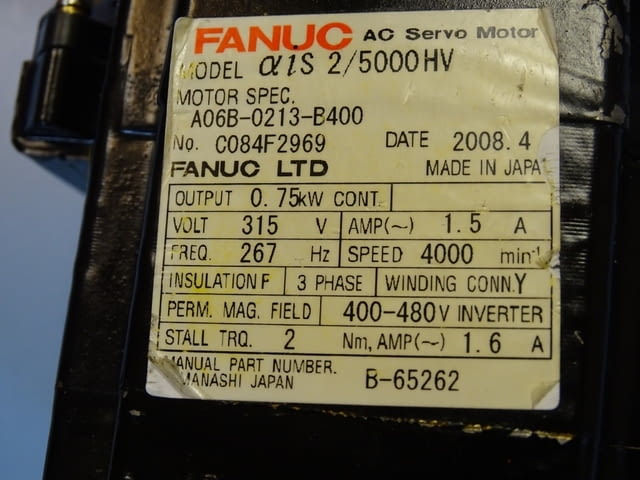 FANUC AC Servo Motor
MODEL αiS 2/5000HV
MOTOR SPEC.
A06B-0213-B400
No. C084F2969 DATE 2008.4
FANUC LTD MADE IN JAPA
OUTPUT 0.75kW CONT.
VOLT 315 V AMP(~) 1.5 A
FREQ. 267 Hz SPEED 4000 min-1
INSULATION F 3 PHASE WINDING CONN.Y
PERM. MAG. FIELD 400-480V INVERTER
STALL TRQ. 2 Nm, AMP(~) 1.6 A
MANUAL PART NUMBER. B-65262
MANASHI JAPAN